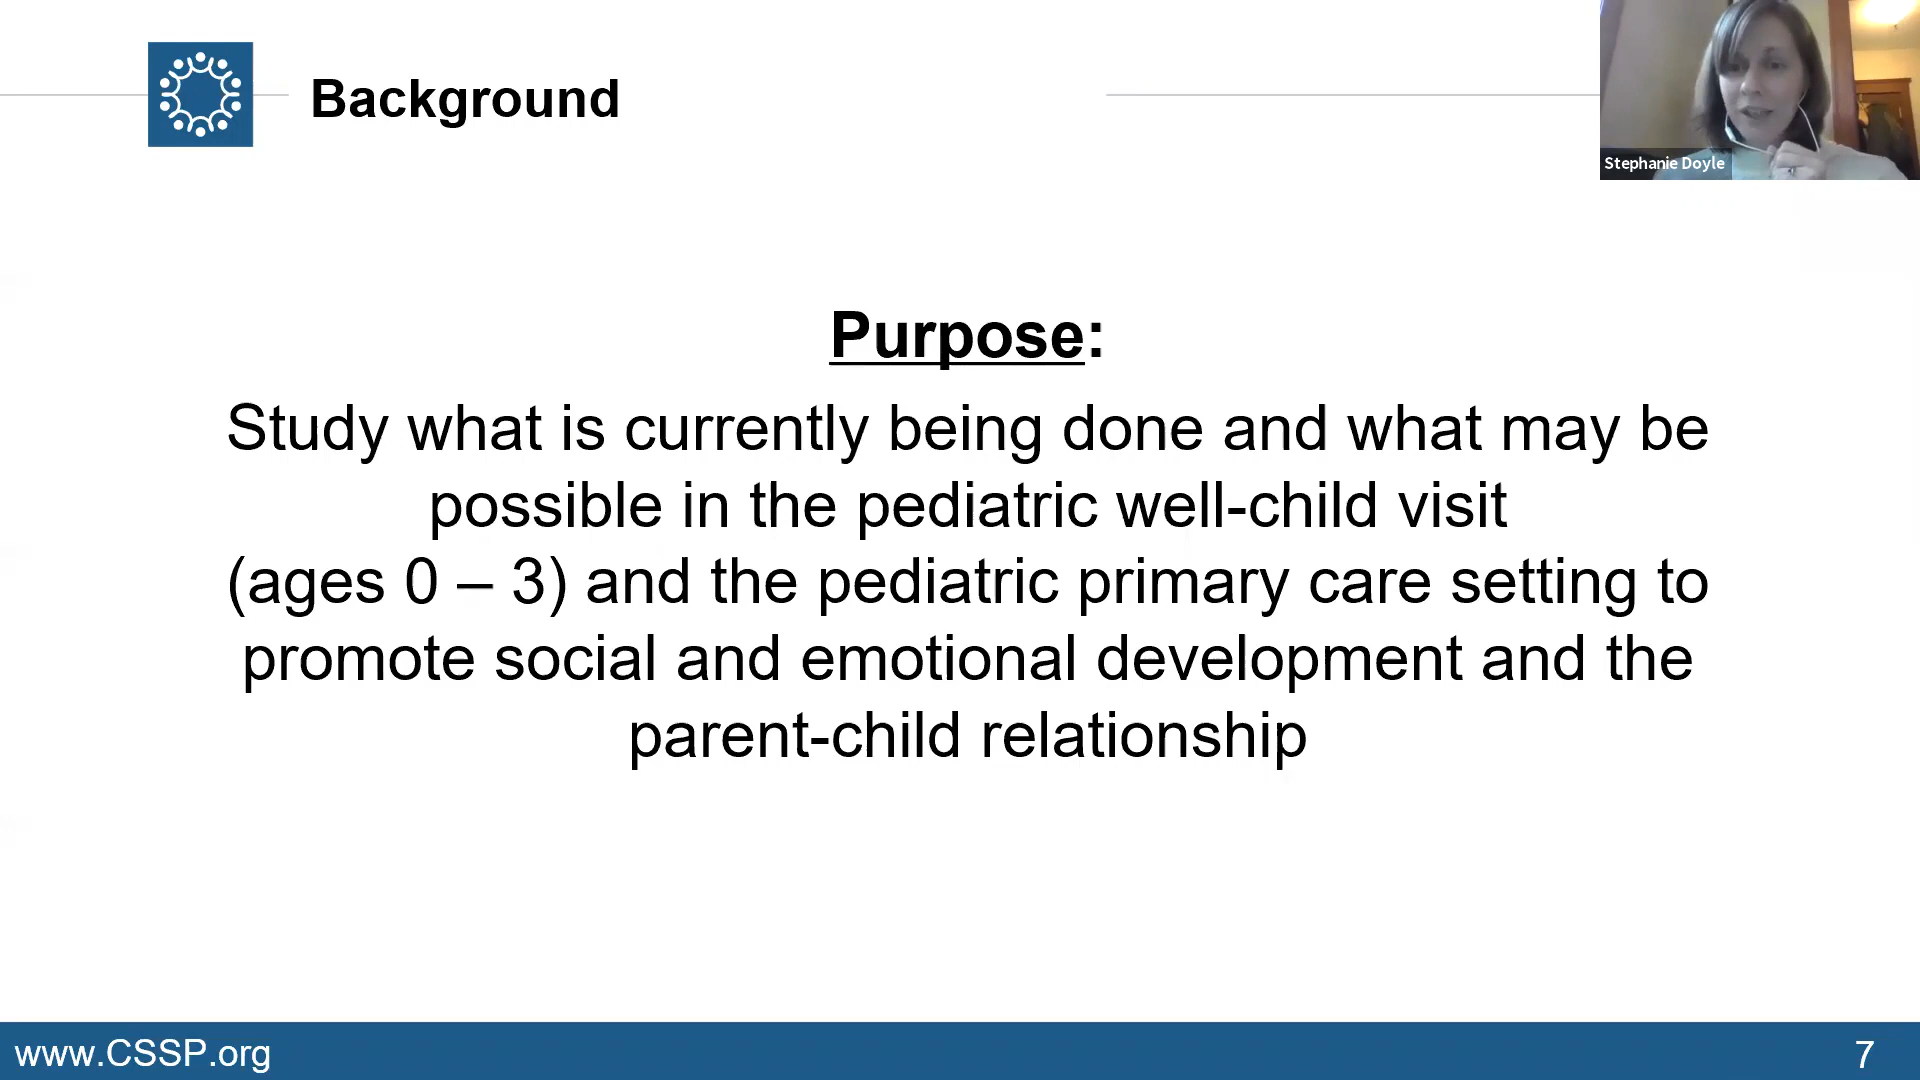 Background
Stephanie Doyle
Purpose:
Study what is currently being done and what may be
possible in the pediatric well-child visit
(ages 0 – 3) and the pediatric primary care setting to
promote social and emotional development and the
parent-child relationship
www.CSSP.org
7